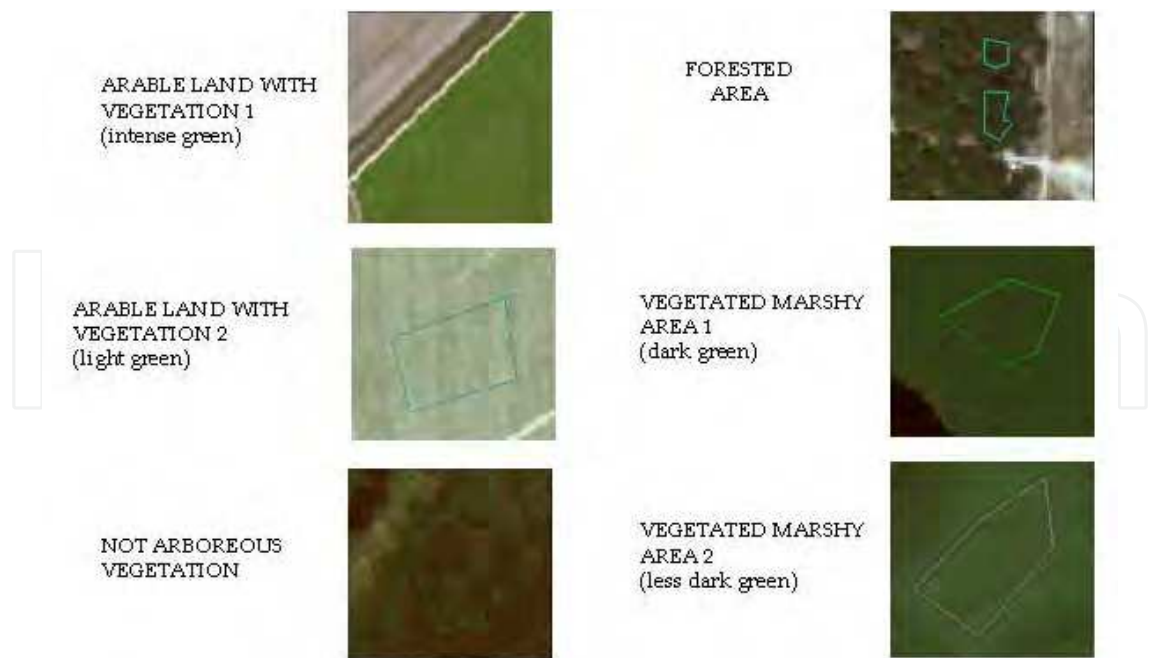 ARABLE LAND WITH
VEGETATION 1
(intense green)
FORESTED
AREA
ARABLE LAND WITH
VEGETATION 2
(light green)
VEGETATED MARSHY
AREA 1
(dark green)
NOT ARBOREOUS
VEGETATION
VEGETATED MARSHY
AREA 2
(less dark green)